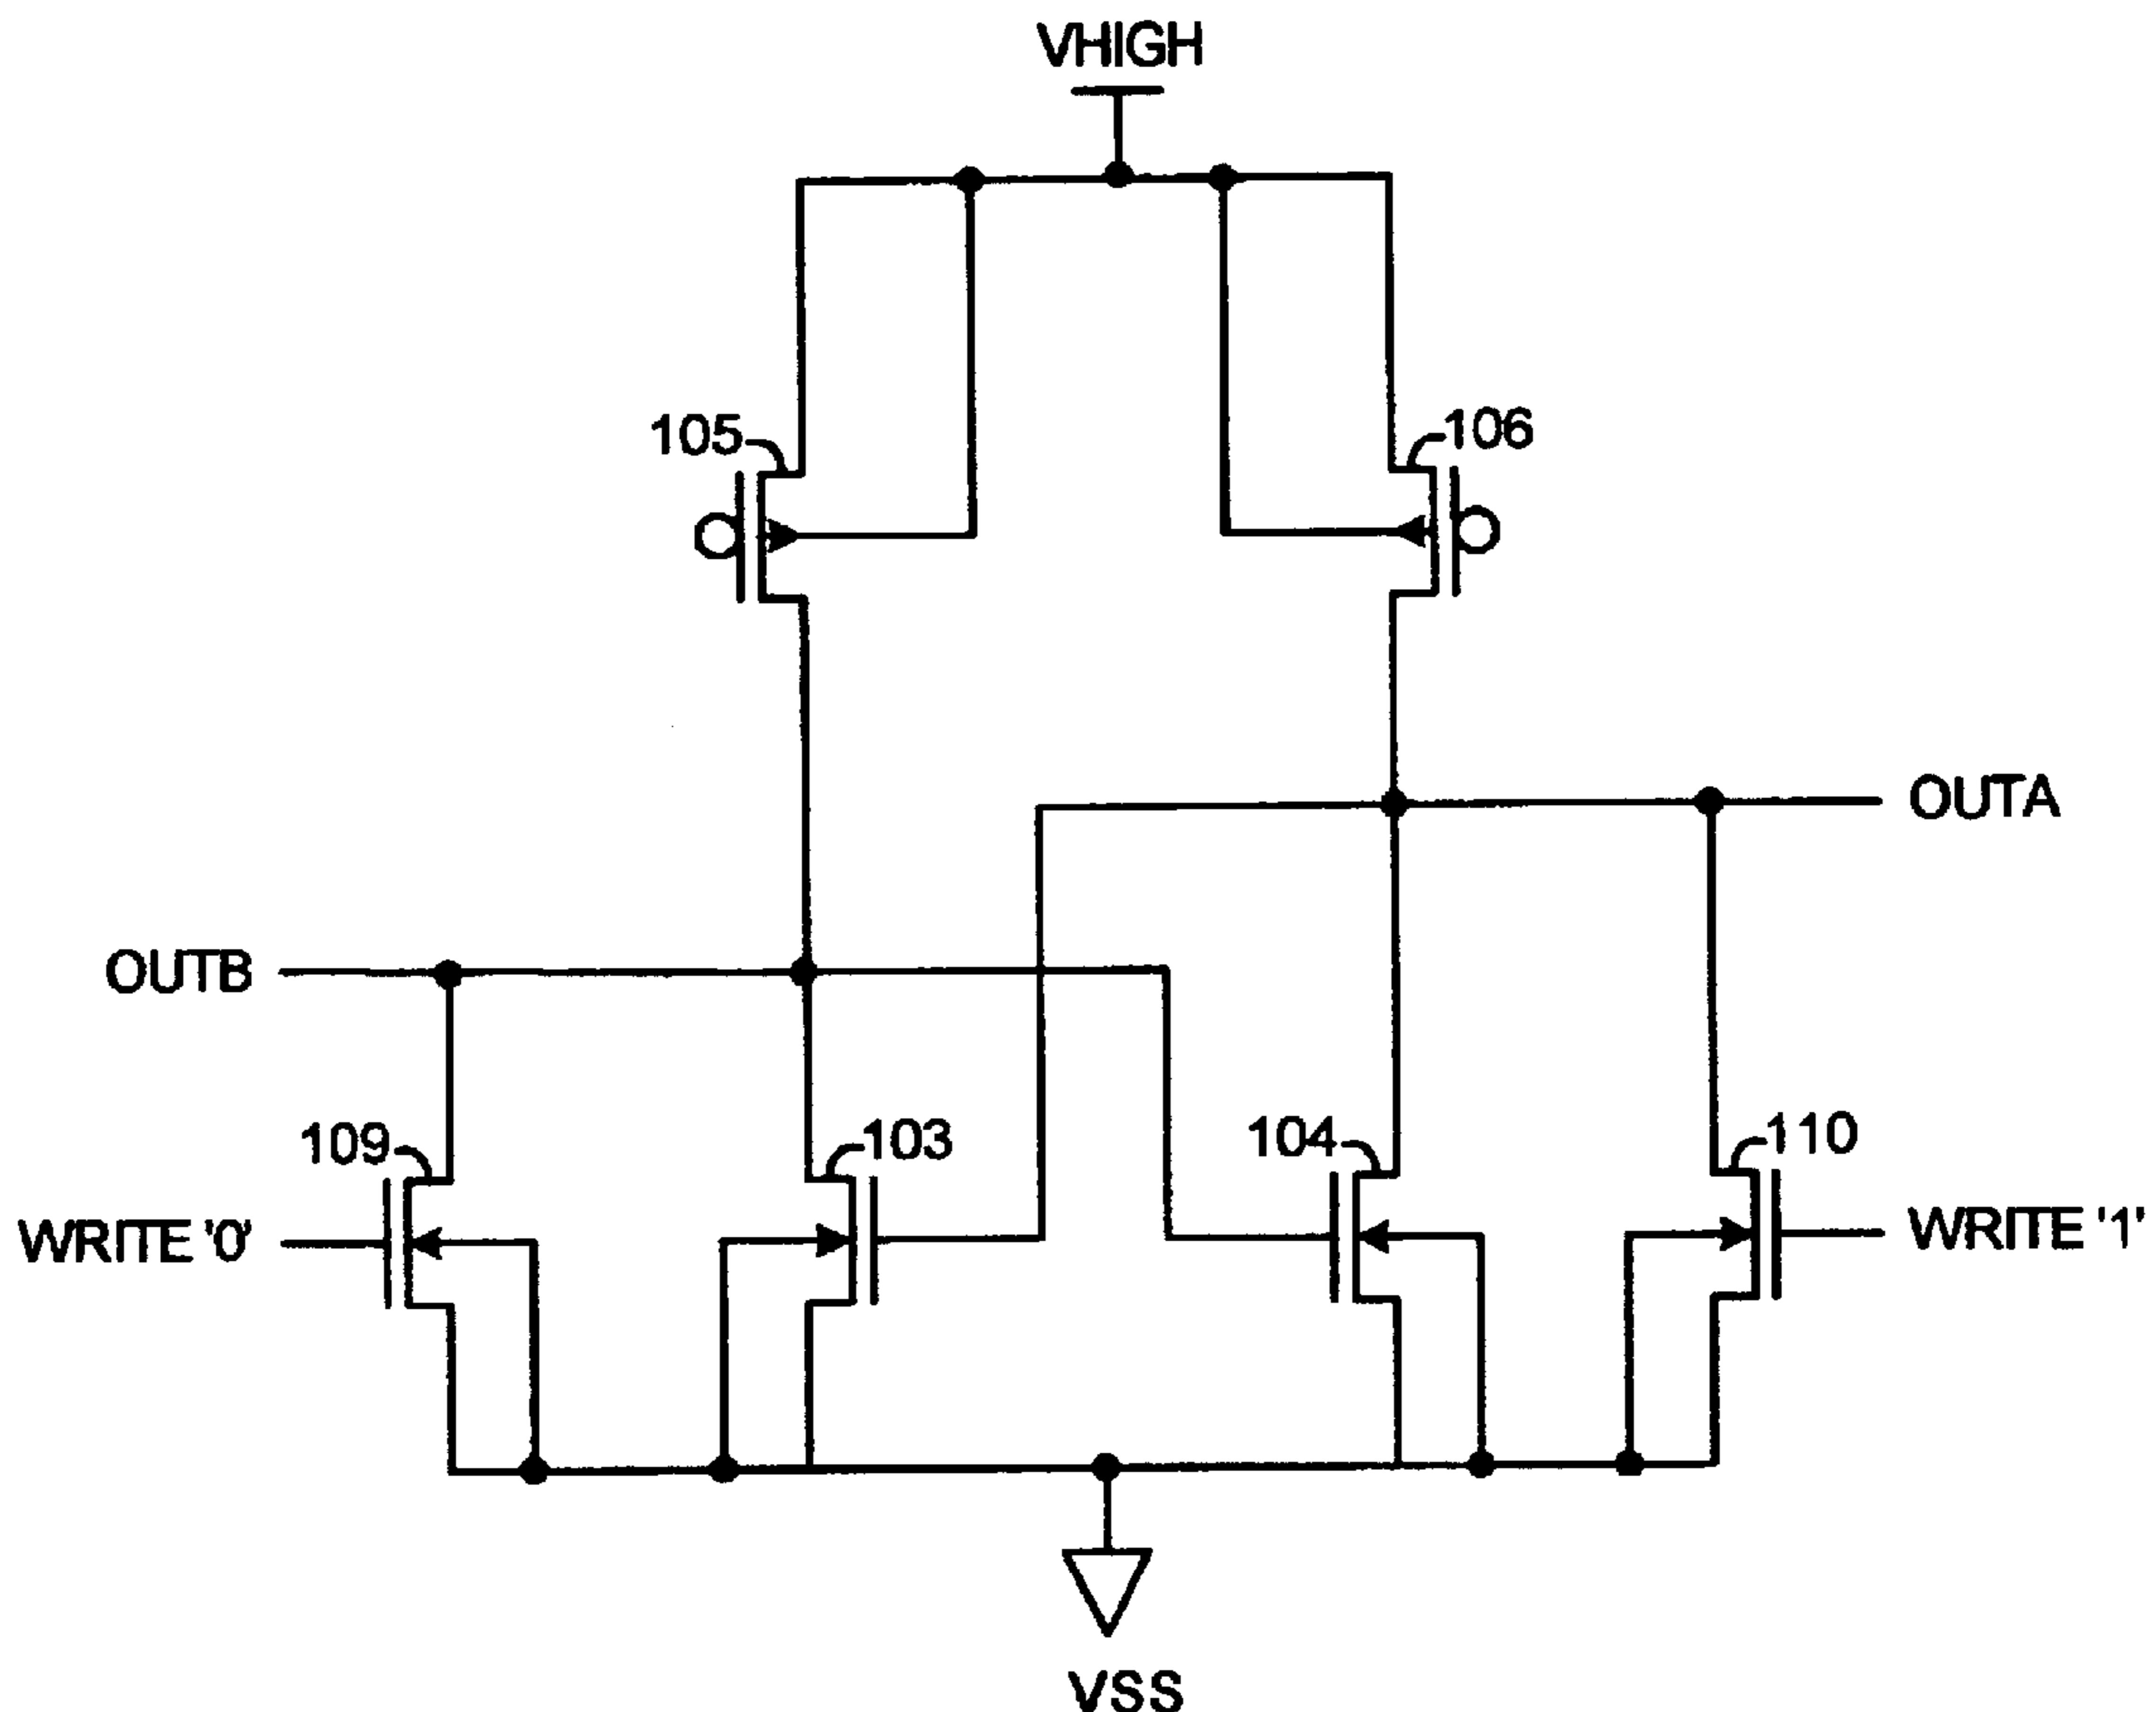 VHIGH
105
106
OUTA
OUTB
109
103
104
110
WRITE '0'
WRITE '1'
VSS